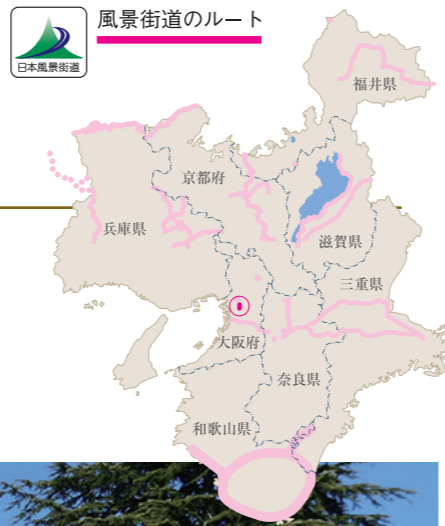 風景街道のルート
日本風景街道
福井県
京都府
兵庫県
滋賀県
三重県
大阪府
奈良県
和歌山県